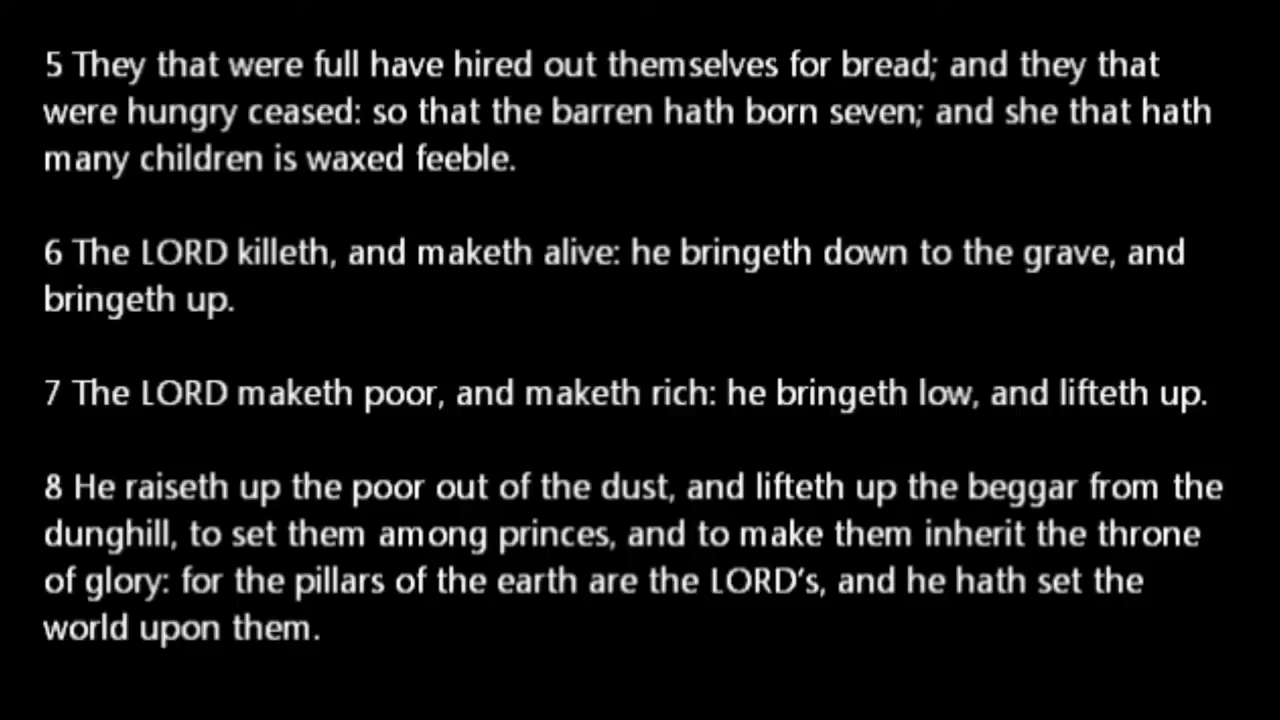 5 They that were full have hired out themselves for bread; and they that
were hungry ceased: so that the barren hath born seven; and she that hath
many children is waxed feeble.
6 The LORD killeth, and maketh alive: he bringeth down to the grave, and
bringeth up.
7 The LORD maketh poor, and maketh rich: he bringeth low, and lifteth up.
8 He raiseth up the poor out of the dust, and lifteth up the beggar from the
dunghill, to set them among princes, and to make them inherit the throne
of glory: for the pillars of the earth are the LORD's, and he hath set the
world upon them.